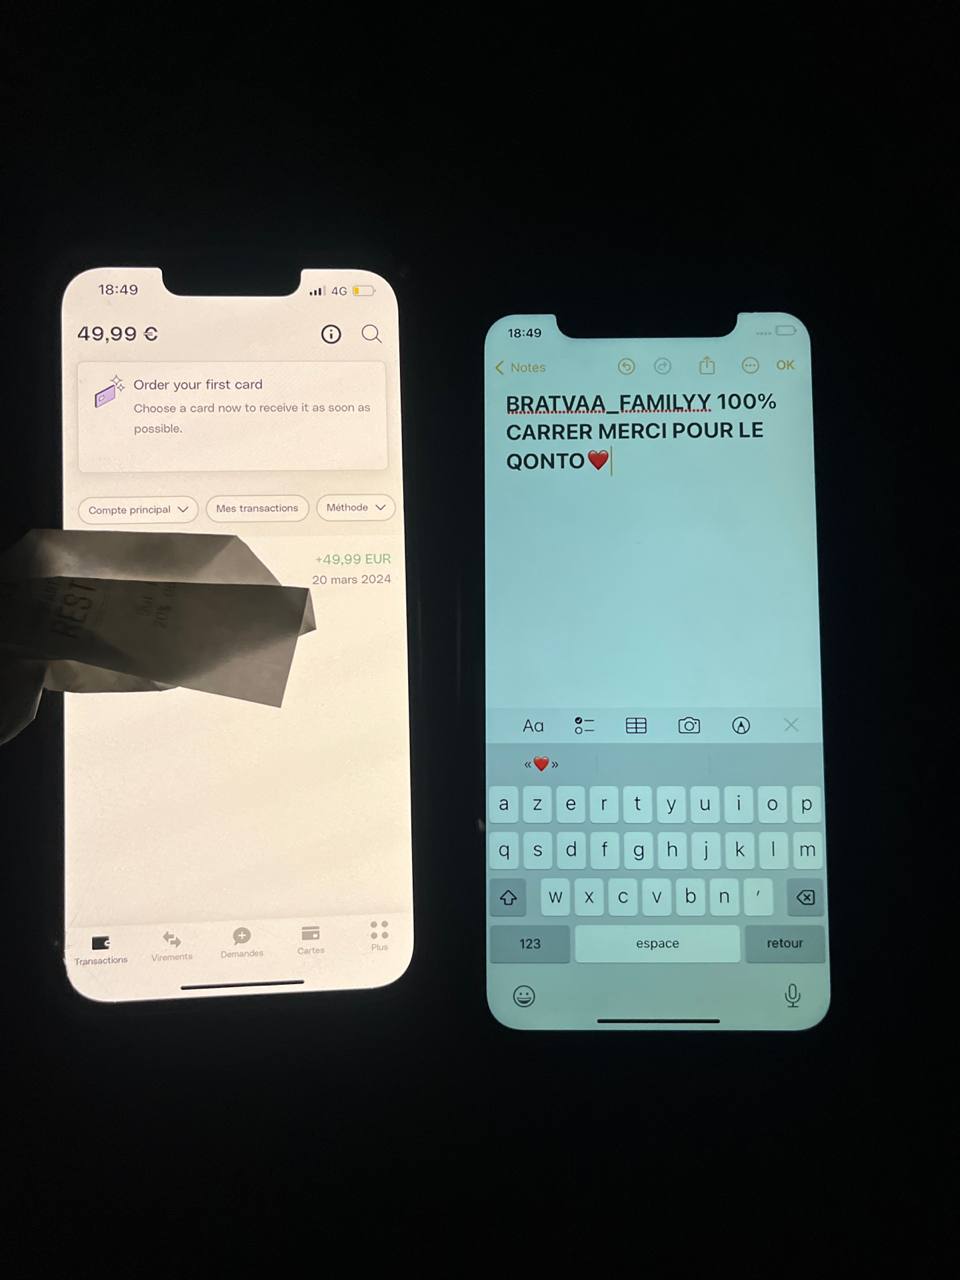 18:49
4G
49,99 €
Order your first card
Choose a card now to receive it as soon as
possible.
Compte principal
Mes transactions
Méthode
+49,99 EUR
20 mars 2024
REST
Transactions
Virements
Demandes
Cartes
Plus
18:49
Notes
OK
BRATVAA_FAMILYY 100%
CARRER MERCI POUR LE
QONTO❤️
Aa
«❤️»
a z e r t y u i o p
q s d f g h j k l m
w x c v b n '
123
espace
retour